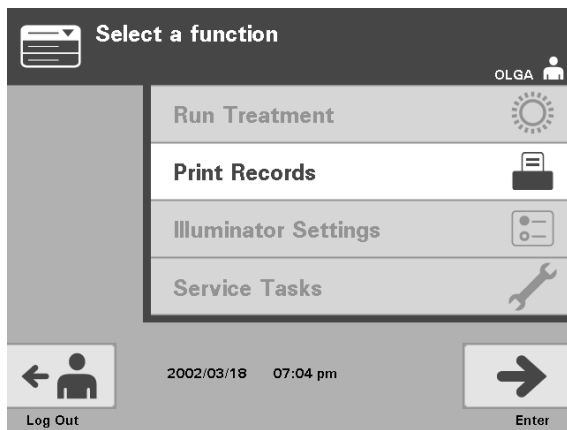 Select a function
OLGA
Run Treatment
Print Records
Illuminator Settings
Service Tasks
2002/03/18 07:04 pm
Log Out
Enter